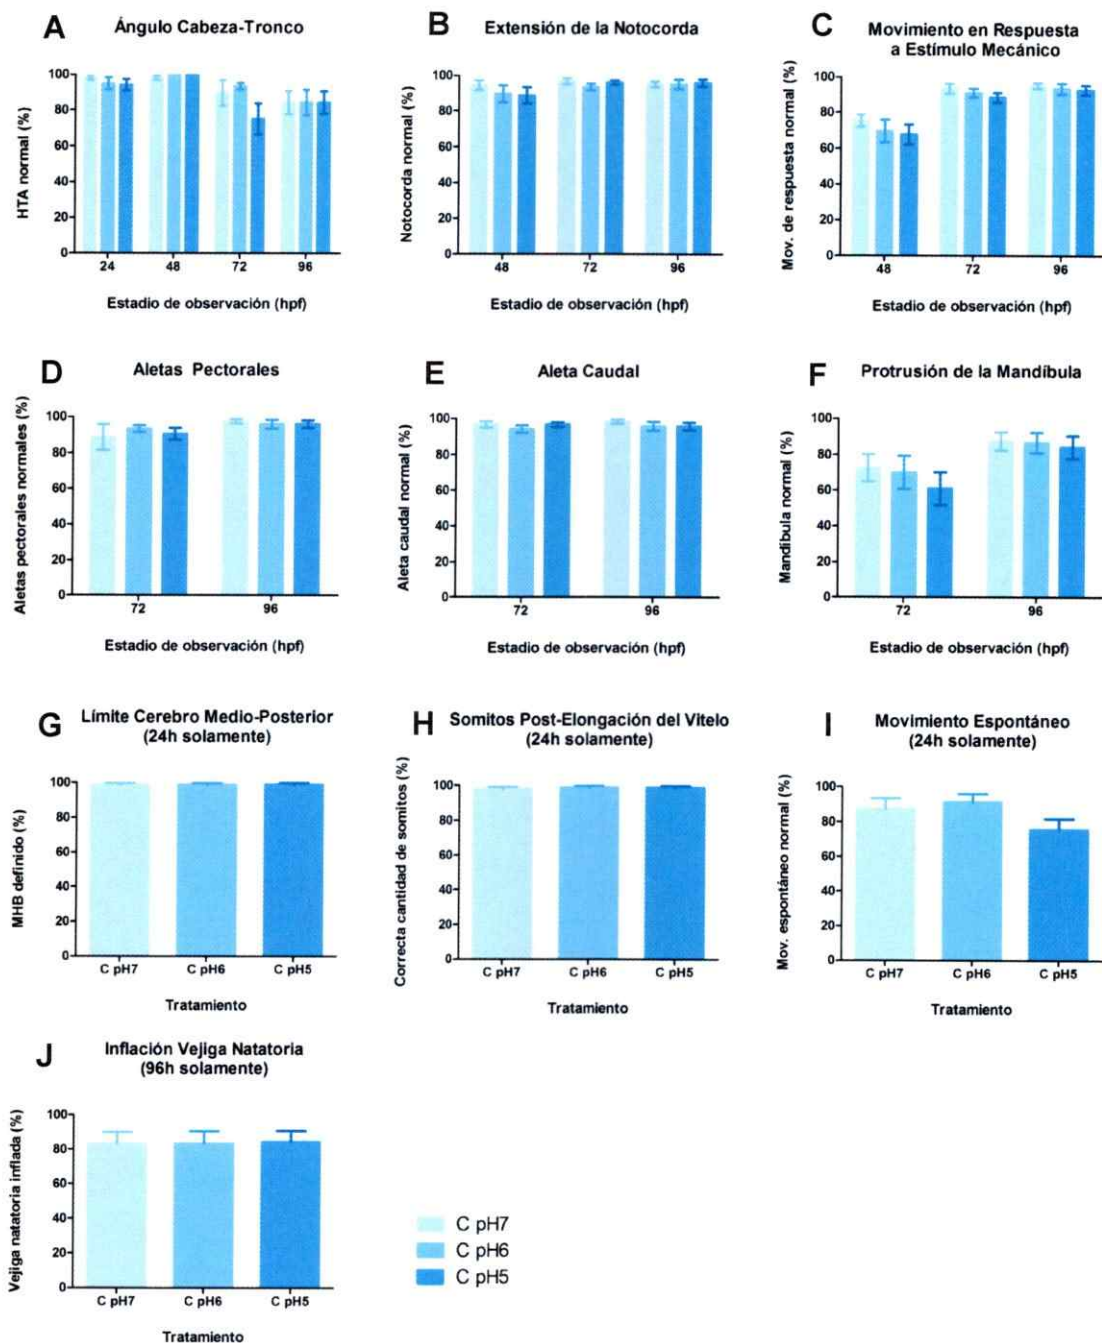 A
Ángulo Cabeza-Tronco
HTA normal (%)
100
80
60
40
20
0
24 48 72 96
Estadio de observación (hpf)
B
Extensión de la Notocorda
Notocorda normal (%)
100
80
60
40
20
0
48 72 96
Estadio de observación (hpf)
C
Movimiento en Respuesta
a Estímulo Mecánico
Mov. de respuesta normal (%)
100
80
60
40
20
0
48 72 96
Estadio de observación (hpf)
D
Aletas Pectorales
Aletas pectorales normales (%)
100
80
60
40
20
0
72 96
Estadio de observación (hpf)
E
Aleta Caudal
Aleta caudal normal (%)
100
80
60
40
20
0
72 96
Estadio de observación (hpf)
F
Protrusión de la Mandíbula
Mandíbula normal (%)
100
80
60
40
20
0
72 96
Estadio de observación (hpf)
G
Límite Cerebro Medio-Posterior
(24h solamente)
MHB definido (%)
100
80
60
40
20
0
C pH7 C pH6 C pH5
Tratamiento
H
Somitos Post-Elongación del Vitelo
(24h solamente)
Correcta cantidad de somitos (%)
100
80
60
40
20
0
C pH7 C pH6 C pH5
Tratamiento
I
Movimiento Espontáneo
(24h solamente)
Mov. espontáneo normal (%)
100
80
60
40
20
0
C pH7 C pH6 C pH5
Tratamiento
J
Inflación Vejiga Natatoria
(96h solamente)
Vejiga natatoria inflada (%)
100
80
60
40
20
0
C pH7 C pH6 C pH5
Tratamiento
C pH7
C pH6
C pH5